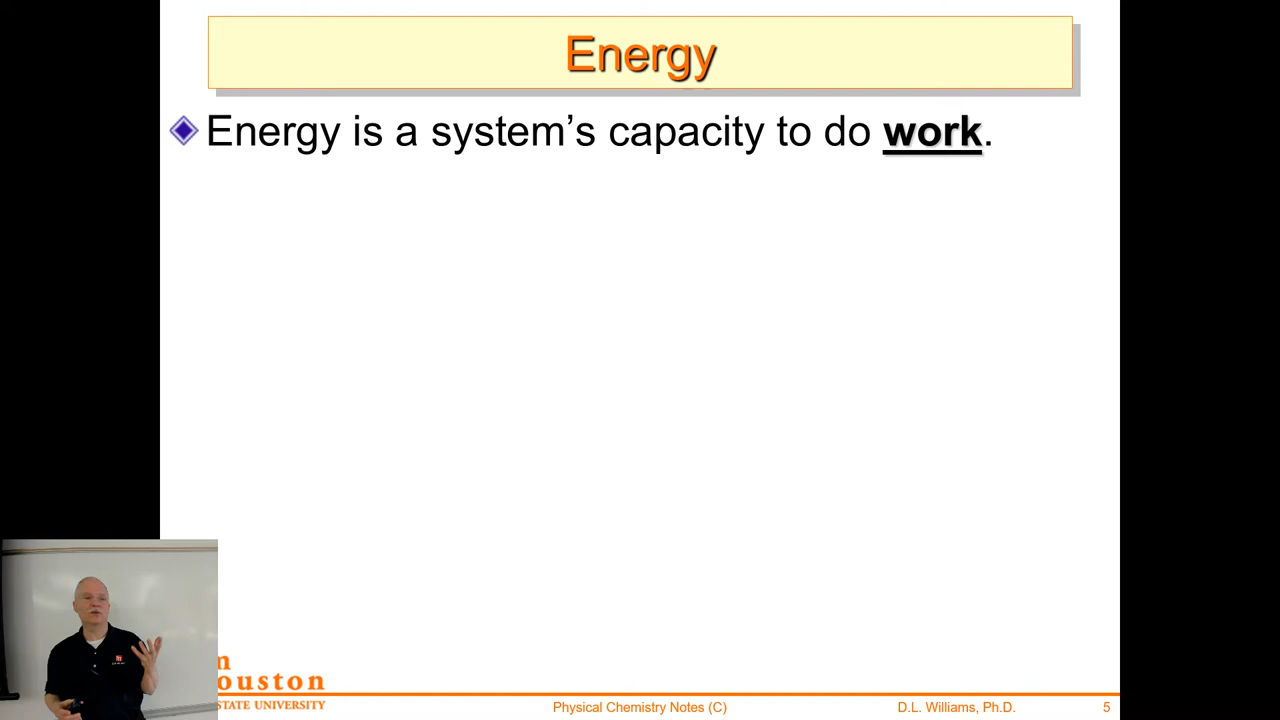 Energy
Energy is a system’s capacity to do work.
ouston
STATE UNIVERSITY
Physical Chemistry Notes (C)
D.L. Williams, Ph.D.
5